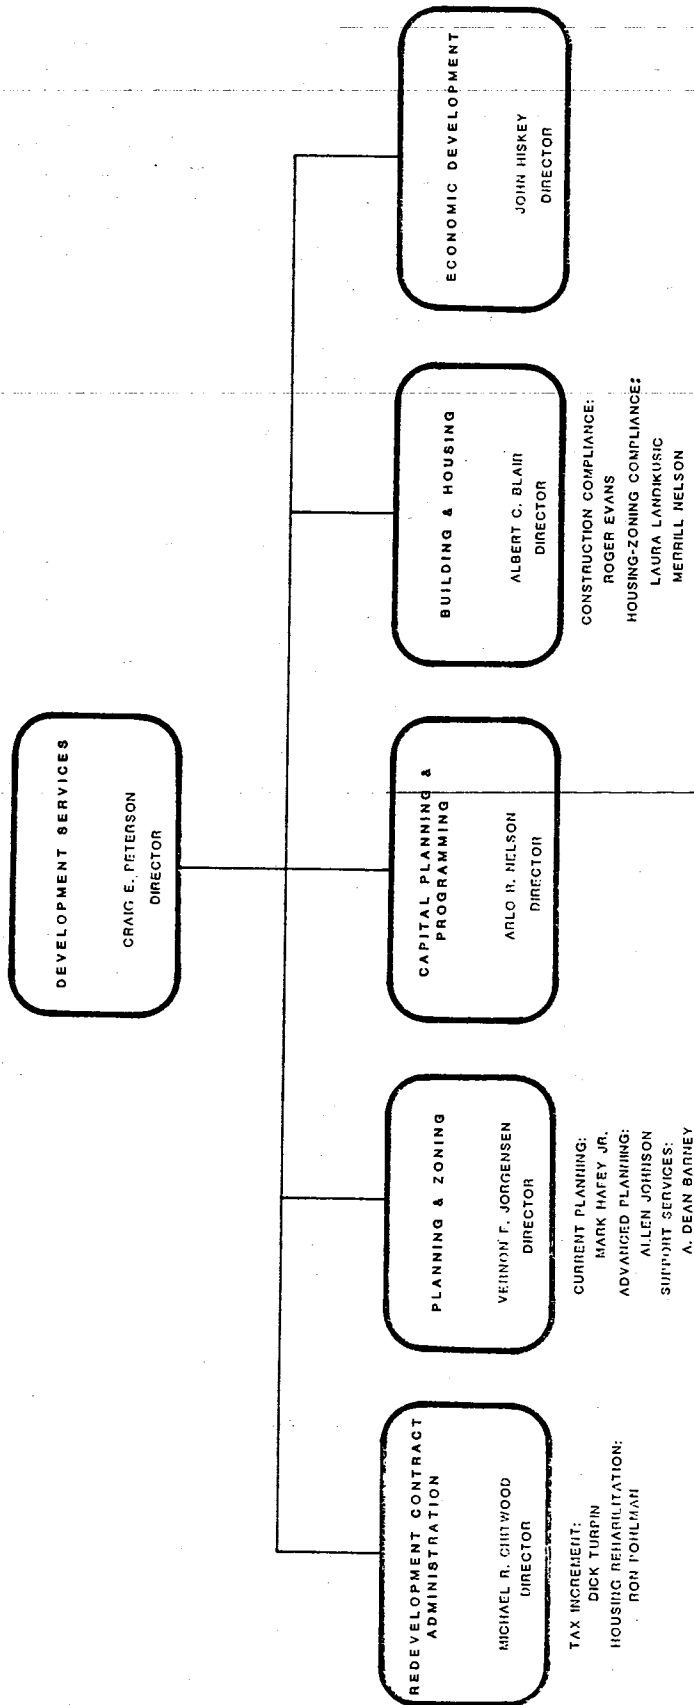 DEVELOPMENT SERVICES
CRAIG E. PETERSON
DIRECTOR
REDEVELOPMENT CONTRACT
ADMINISTRATION
MICHAEL R. CHITWOOD
DIRECTOR
TAX INCREMENT:
DICK TURPIN
HOUSING REHABILITATION:
RON POHLMAN
PLANNING & ZONING
VERNON F. JORGENSEN
DIRECTOR
CURRENT PLANNING:
MARK HAFEY JR.
ADVANCED PLANNING:
ALLEN JOHNSON
SUPPORT SERVICES:
A. DEAN BARNEY
CAPITAL PLANNING &
PROGRAMMING
ARLO R. NELSON
DIRECTOR
BUILDING & HOUSING
ALBERT C. BLAIR
DIRECTOR
CONSTRUCTION COMPLIANCE:
ROGER EVANS
HOUSING-ZONING COMPLIANCE:
LAURA LANDIKUSIC
MERRILL NELSON
ECONOMIC DEVELOPMENT
JOHN HISKEY
DIRECTOR